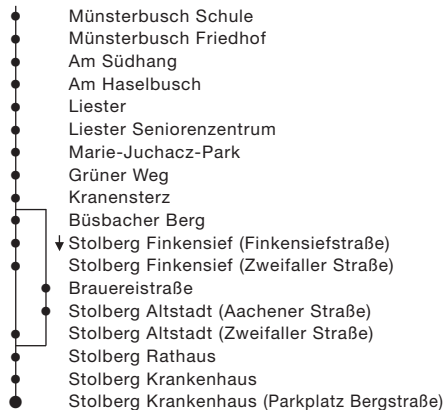 Münsterbusch Schule
Münsterbusch Friedhof
Am Südhang
Am Haselbusch
Liester
Liester Seniorenzentrum
Marie-Juchacz-Park
Grüner Weg
Kranensterz
Büsbacher Berg
Stolberg Finkensief (Finkensiefstraße)
Stolberg Finkensief (Zweifaller Straße)
Brauereistraße
Stolberg Altstadt (Aachener Straße)
Stolberg Altstadt (Zweifaller Straße)
Stolberg Rathaus
Stolberg Krankenhaus
Stolberg Krankenhaus (Parkplatz Bergstraße)